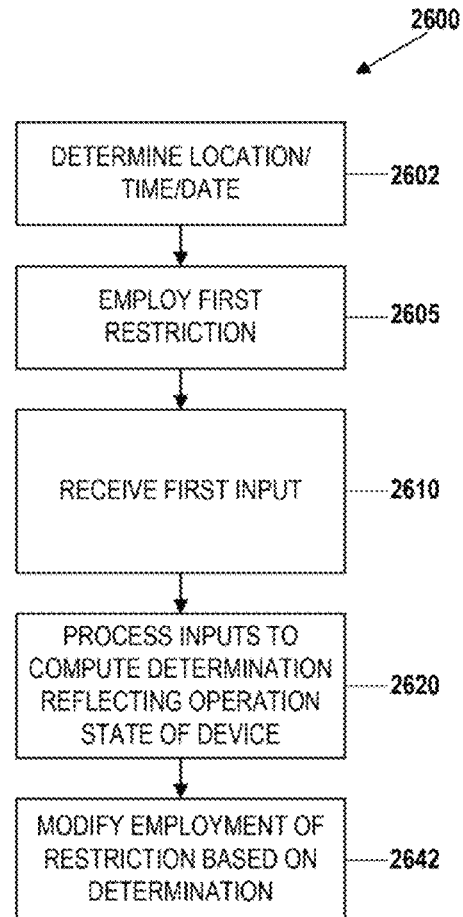 2600
DETERMINE LOCATION/
TIME/DATE
2602
EMPLOY FIRST
RESTRICTION
2605
RECEIVE FIRST INPUT
2610
PROCESS INPUTS TO
COMPUTE DETERMINATION
REFLECTING OPERATION
STATE OF DEVICE
2620
MODIFY EMPLOYMENT OF
RESTRICTION BASED ON
DETERMINATION
2642